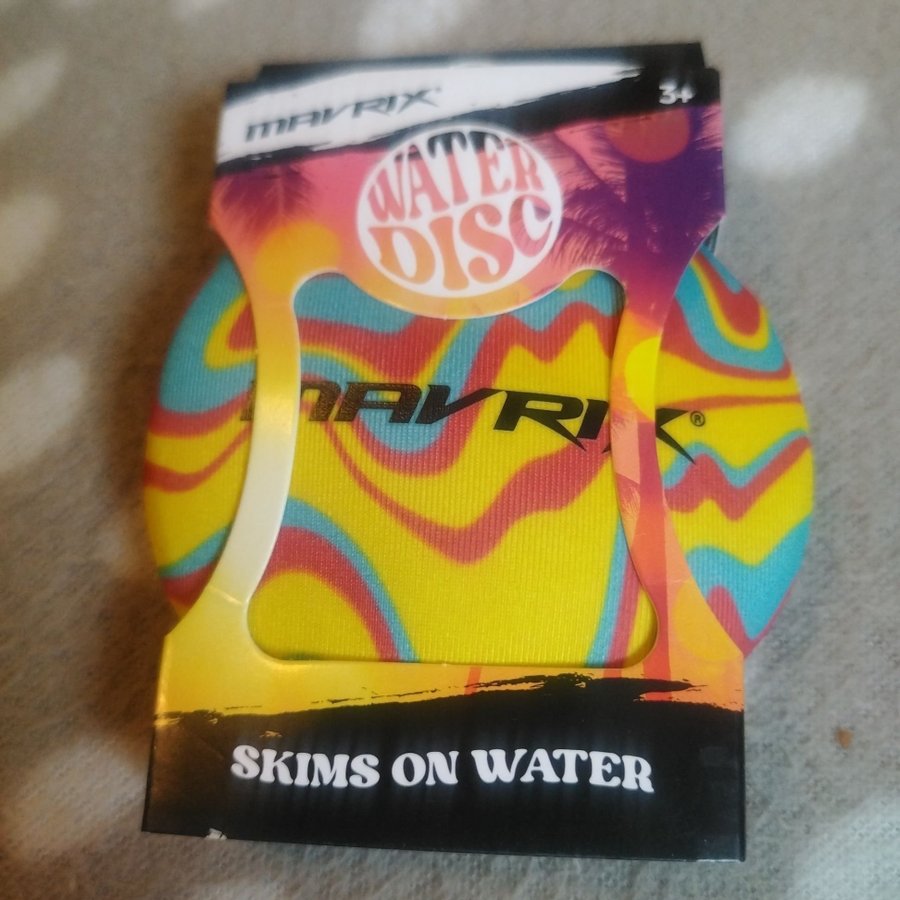 MAVRIX®
3+
WATER
DISC
MAVRIX®
SKIMS ON WATER